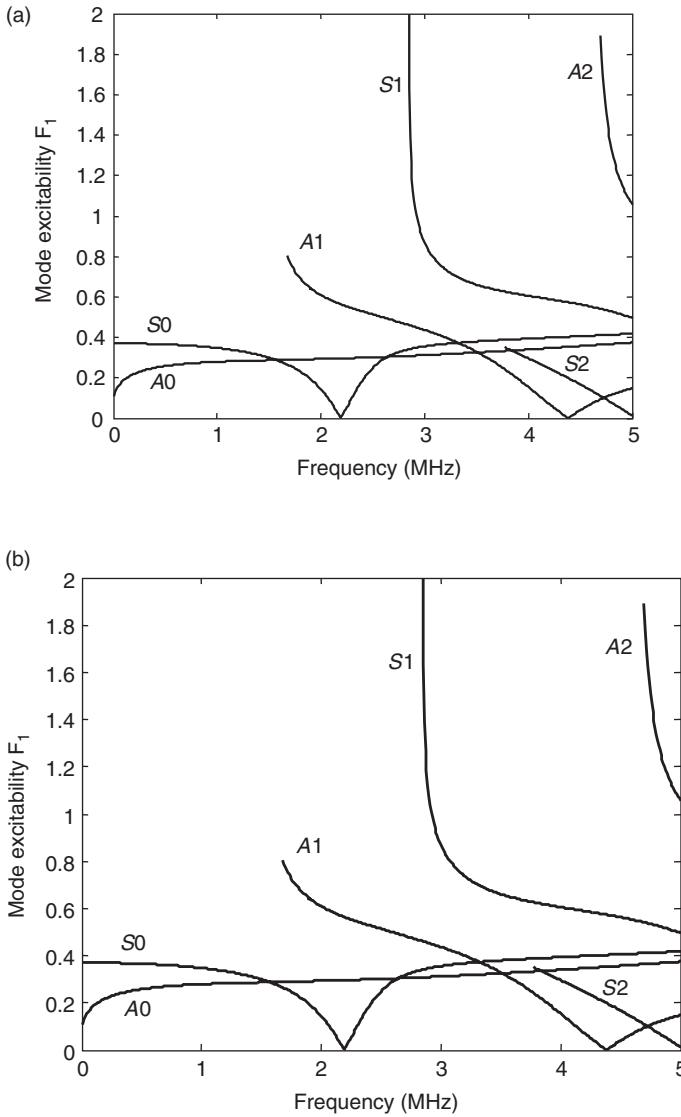 (a)
2
1.8
1.6
1.4
1.2
1
0.8
0.6
0.4
0.2
0
Mode excitability F₁
S1
A2
A1
S0
A0
S2
0 1 2 3 4 5
Frequency (MHz)
(b)
2
1.8
1.6
1.4
1.2
1
0.8
0.6
0.4
0.2
0
Mode excitability F₁
S1
A2
A1
S0
A0
S2
0 1 2 3 4 5
Frequency (MHz)